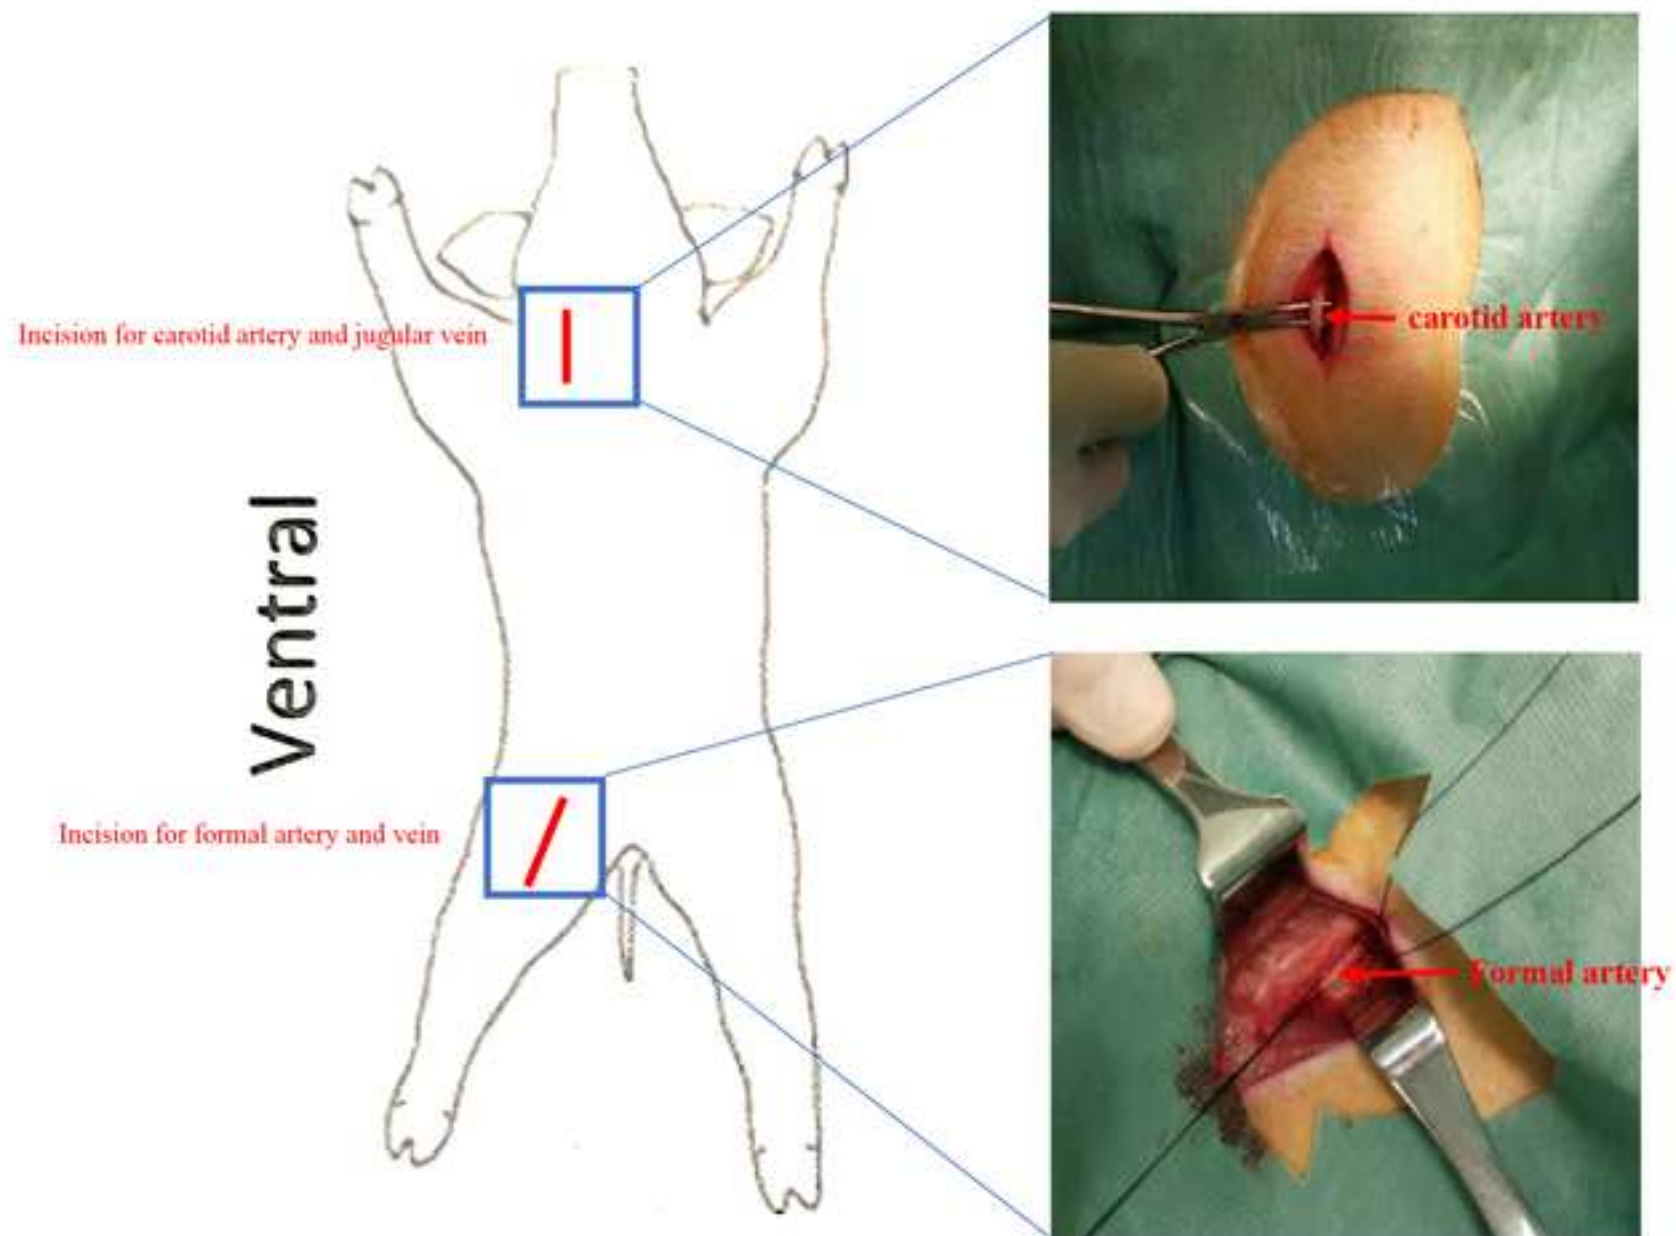 Incision for carotid artery and jugular vein
carotid artery
Ventral
Incision for formal artery and vein
Formal artery